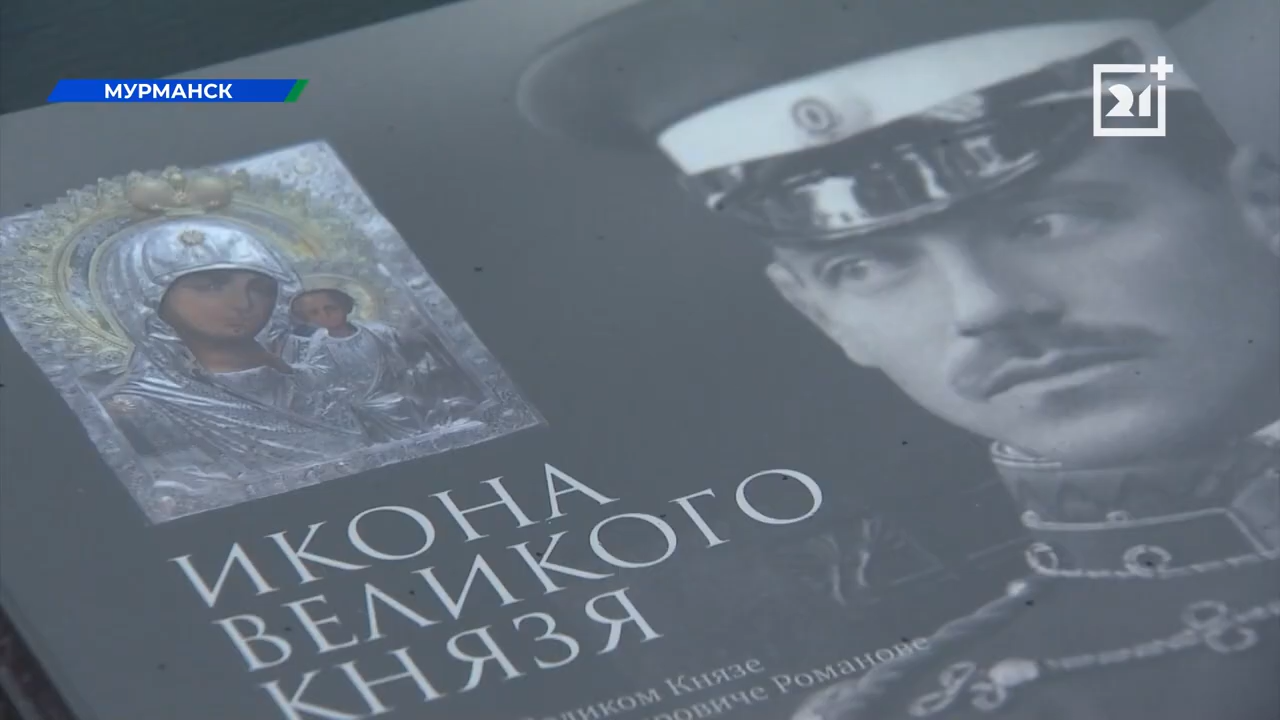 МУРМАНСК
21+
ИКОНА
ВЕЛИКОГО
КНЯЗЯ
Великом Князе
Романове